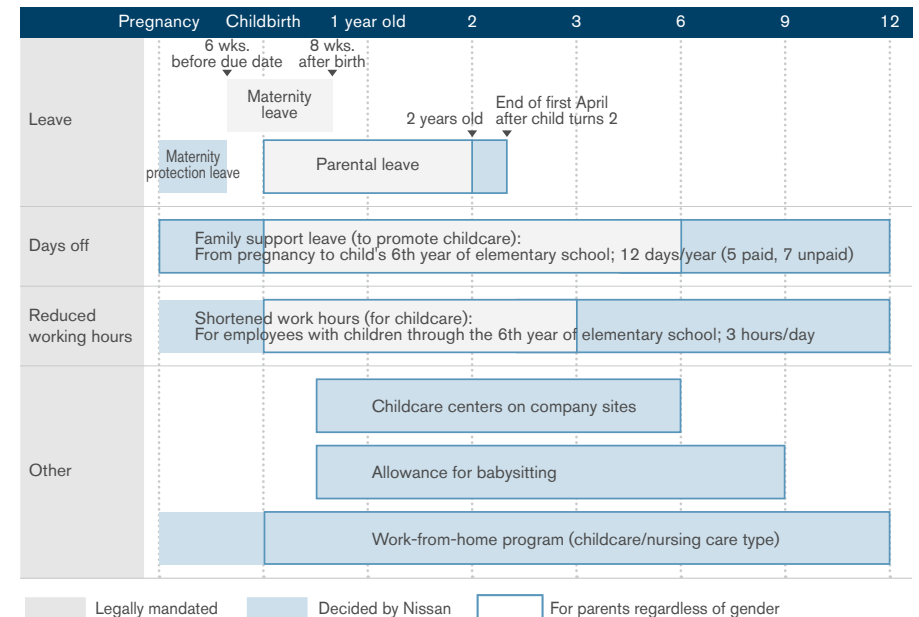 Pregnancy Childbirth 1 year old 2 3 6 9 12
6 wks.
before due date
8 wks.
after birth
Leave
Maternity
leave
2 years old
End of first April
after child turns 2
Maternity
protection leave
Parental leave
Days off
Family support leave (to promote childcare):
From pregnancy to child's 6th year of elementary school; 12 days/year (5 paid, 7 unpaid)
Reduced
working hours
Shortened work hours (for childcare):
For employees with children through the 6th year of elementary school; 3 hours/day
Other
Childcare centers on company sites
Allowance for babysitting
Work-from-home program (childcare/nursing care type)
Legally mandated Decided by Nissan For parents regardless of gender